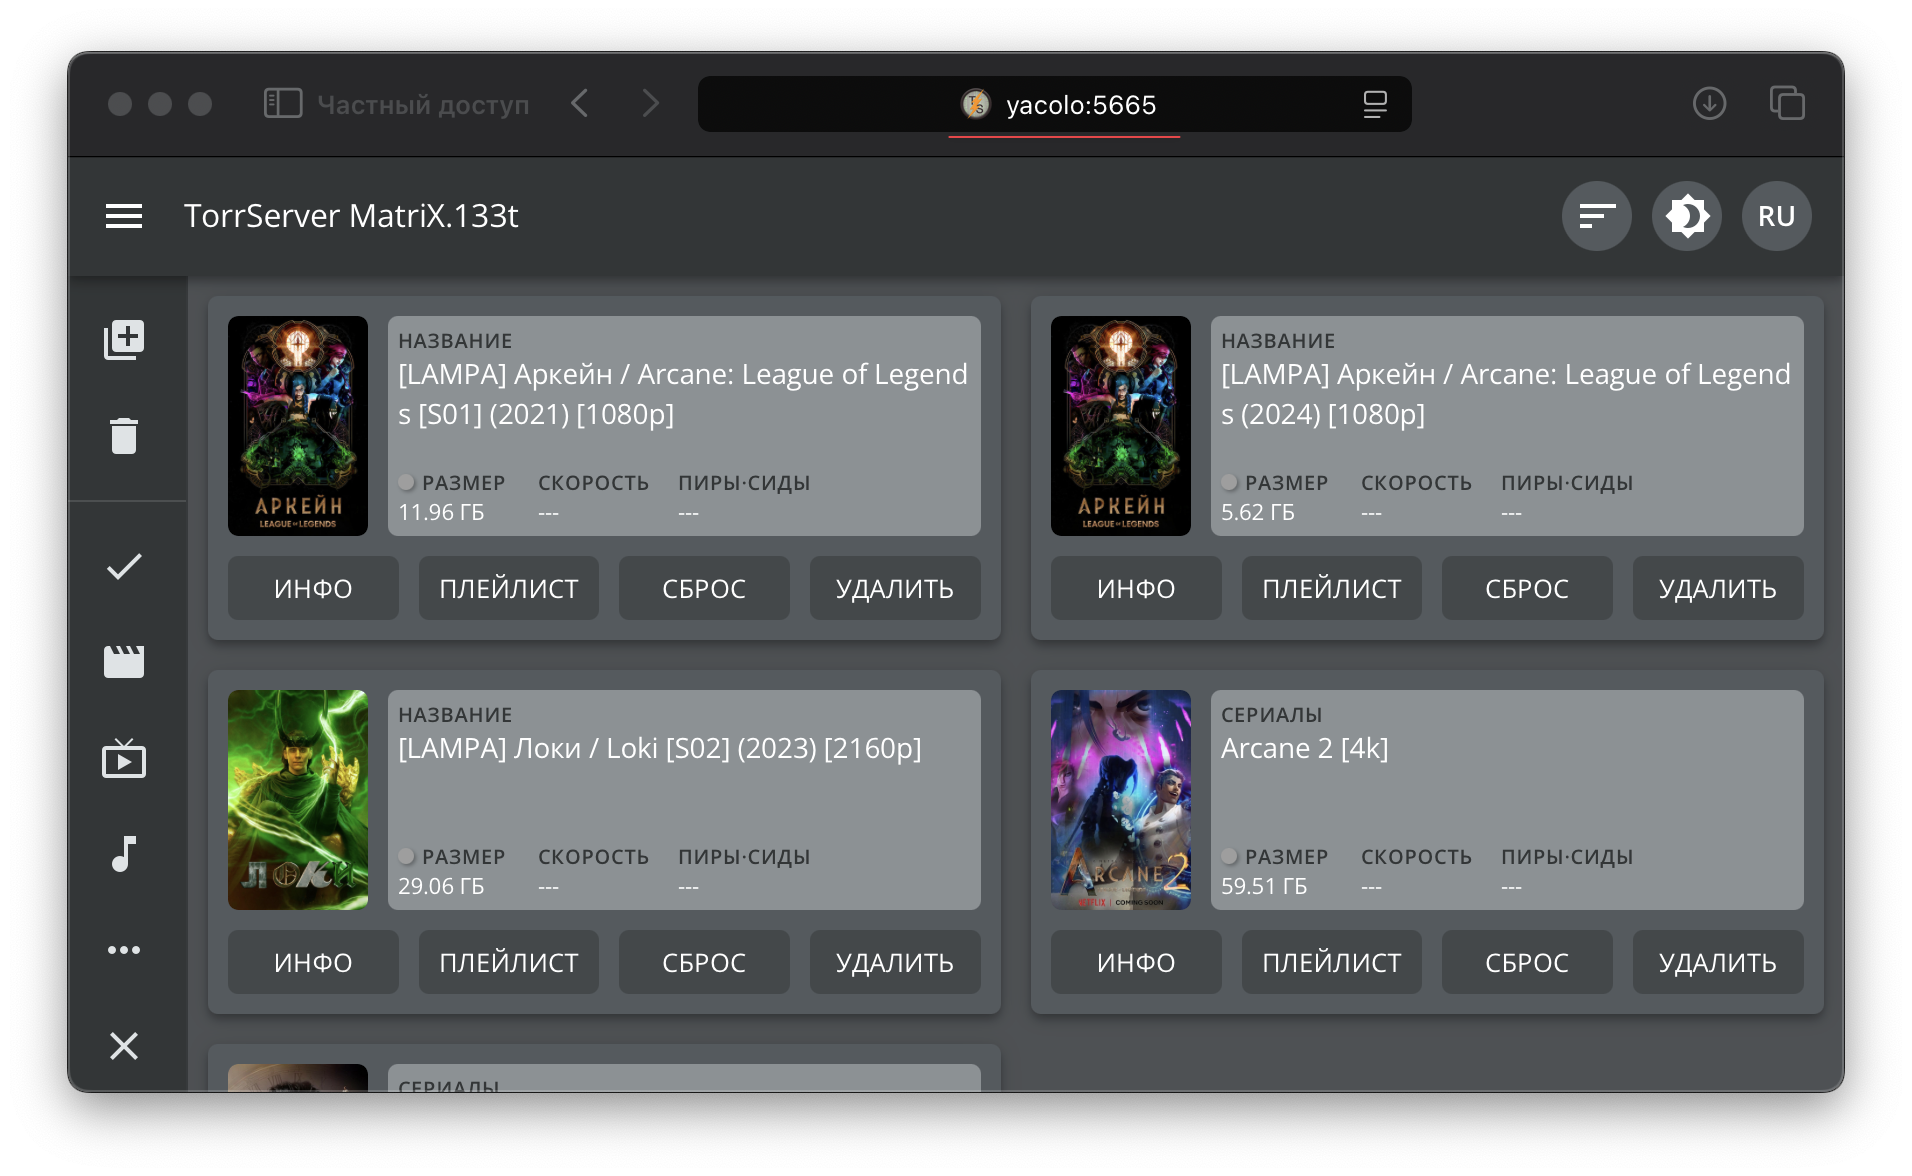 Частный доступ
yacolo:5665
TorrServer MatriX.133t
RU
НАЗВАНИЕ
[LAMPA] Аркейн / Arcane: League of Legend
s [S01] (2021) [1080p]
РАЗМЕР СКОРОСТЬ ПИРЫ·СИДЫ
11.96 ГБ --- ---
АРКЕЙН
LEAGUE OF LEGENDS
ИНФО ПЛЕЙЛИСТ СБРОС УДАЛИТЬ
НАЗВАНИЕ
[LAMPA] Аркейн / Arcane: League of Legend
s (2024) [1080p]
РАЗМЕР СКОРОСТЬ ПИРЫ·СИДЫ
5.62 ГБ --- ---
АРКЕЙН
LEAGUE OF LEGENDS
ИНФО ПЛЕЙЛИСТ СБРОС УДАЛИТЬ
НАЗВАНИЕ
[LAMPA] Локи / Loki [S02] (2023) [2160p]
РАЗМЕР СКОРОСТЬ ПИРЫ·СИДЫ
29.06 ГБ --- ---
ЛОКИ
ИНФО ПЛЕЙЛИСТ СБРОС УДАЛИТЬ
СЕРИАЛЫ
Arcane 2 [4k]
РАЗМЕР СКОРОСТЬ ПИРЫ·СИДЫ
59.51 ГБ --- ---
ARCANE 2
NETFLIX | COMING SOON
ИНФО ПЛЕЙЛИСТ СБРОС УДАЛИТЬ
СЕРИАЛЫ